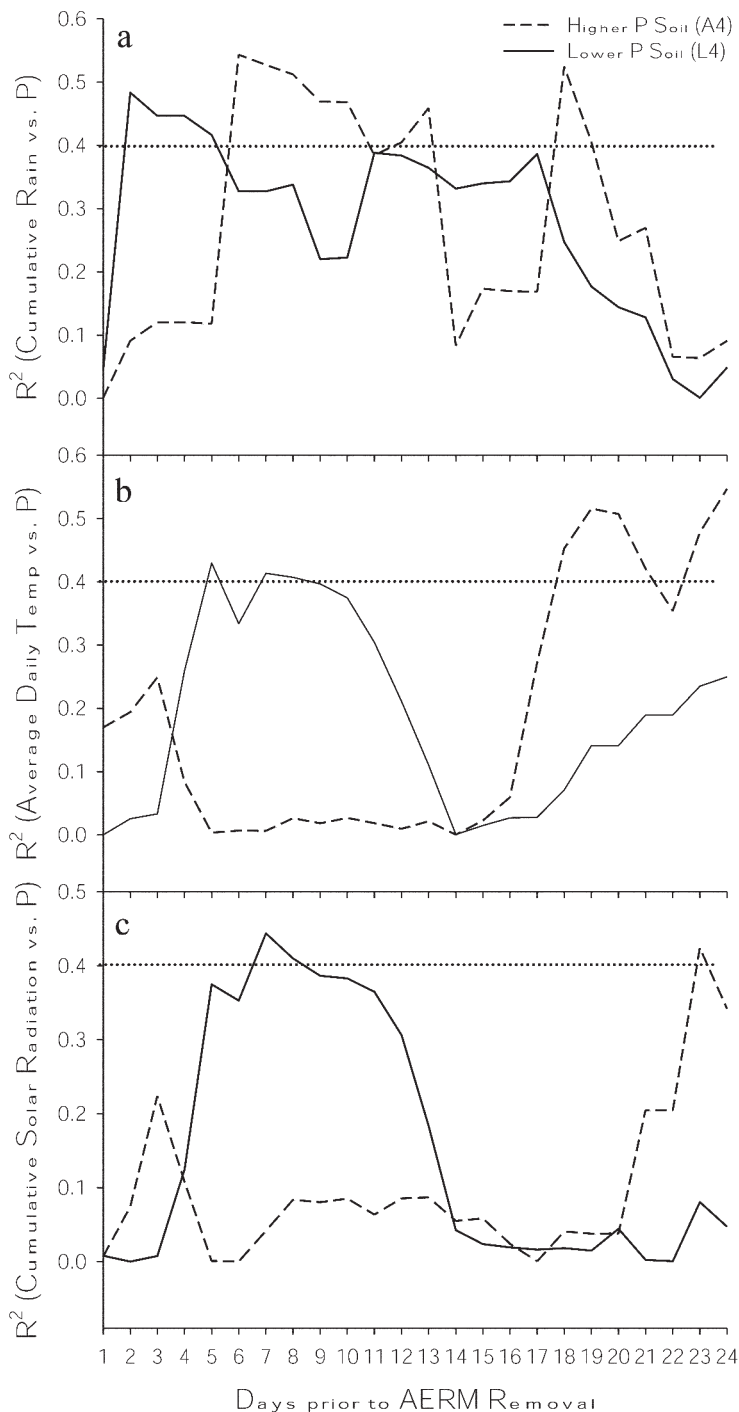 a
Higher P Soil (A4)
Lower P Soil (L4)
R² (Cumulative Rain vs. P)
0.6
0.5
0.4
0.3
0.2
0.1
0.0
b
R² (Average Daily Temp vs. P)
0.6
0.5
0.4
0.3
0.2
0.1
0.0
c
R² (Cumulative Solar Radiation vs. P)
0.5
0.4
0.3
0.2
0.1
0.0
1 2 3 4 5 6 7 8 9 10 11 12 13 14 15 16 17 18 19 20 21 22 23 24
Days prior to AERM Removal